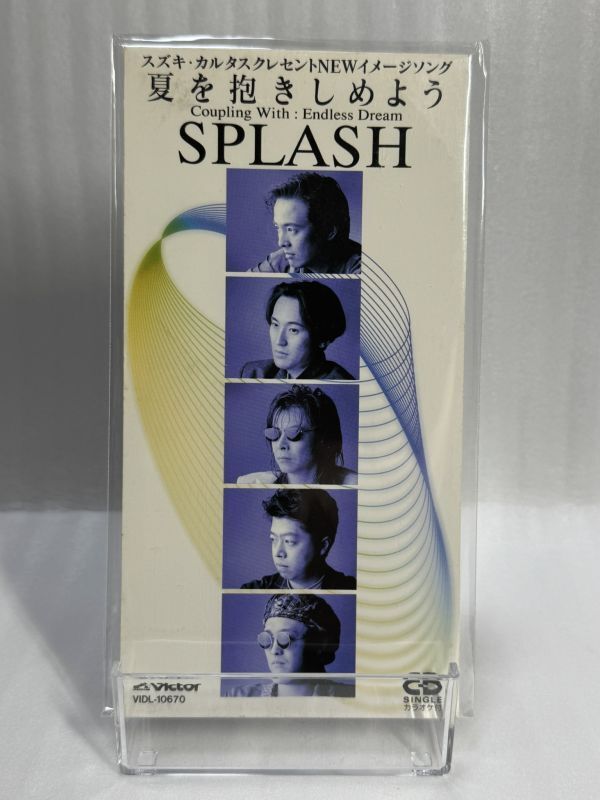 スズキ・カルタスクレセントNEWイメージソング
夏を抱きしめよう
Coupling With : Endless Dream
SPLASH
Victor
VIDL-10670
CD
SINGLE
カラオケ付